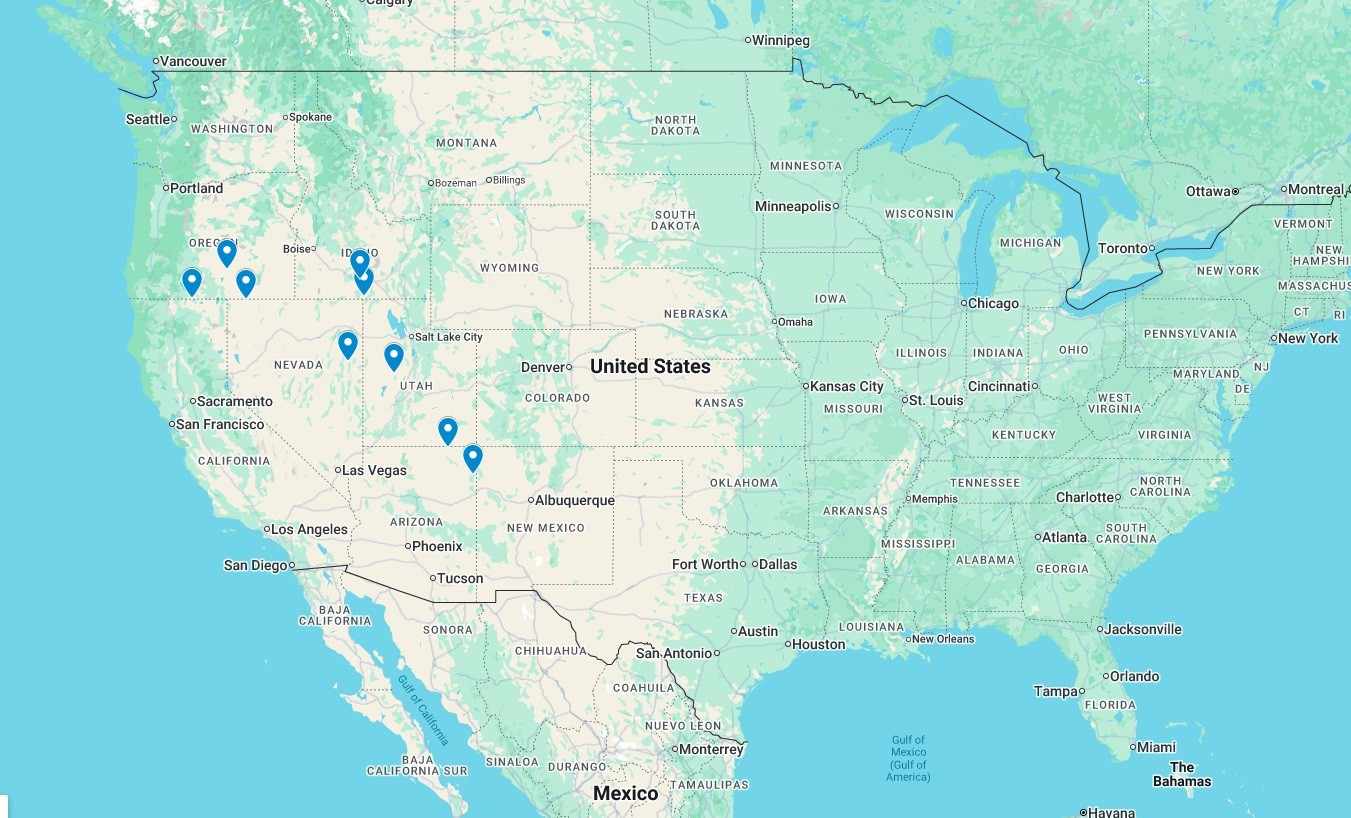 Calgary
Winnipeg
Vancouver
Seattle
Spokane
WASHINGTON
NORTH
DAKOTA
MONTANA
MINNESOTA
Bozeman
Billings
Portland
Ottawa
Montreal
Minneapolis
WISCONSIN
SOUTH
DAKOTA
VERMONT
MICHIGAN
Toronto
OREGON
Boise
IDAHO
NEW
HAMPSHI
WYOMING
NEW YORK
MASSACHUS
IOWA
Chicago
NEBRASKA
Omaha
CT
RI
Salt Lake City
PENNSYLVANIA
New York
ILLINOIS
INDIANA
OHIO
NEVADA
Denver
United States
NJ
MARYLAND
UTAH
Kansas City
Cincinnati
DE
Sacramento
COLORADO
KANSAS
MISSOURI
St. Louis
WEST
VIRGINIA
San Francisco
KENTUCKY
VIRGINIA
CALIFORNIA
Las Vegas
OKLAHOMA
TENNESSEE
NORTH
CAROLINA
Albuquerque
Memphis
Charlotte
ARKANSAS
Los Angeles
ARIZONA
NEW MEXICO
SOUTH
CAROLINA
Phoenix
MISSISSIPPI
Atlanta
ALABAMA
San Diego
Fort Worth
Dallas
GEORGIA
Tucson
TEXAS
BAJA
CALIFORNIA
SONORA
LOUISIANA
Jacksonville
Austin
New Orleans
Houston
CHIHUAHUA
San Antonio
Orlando
COAHUILA
Tampa
FLORIDA
Gulf of California
NUEVO LEON
Monterrey
Gulf of
Mexico
(Gulf of
America)
Miami
BAJA
CALIFORNIA SUR
SINALOA
DURANGO
The
Bahamas
TAMAULIPAS
Mexico
Havana